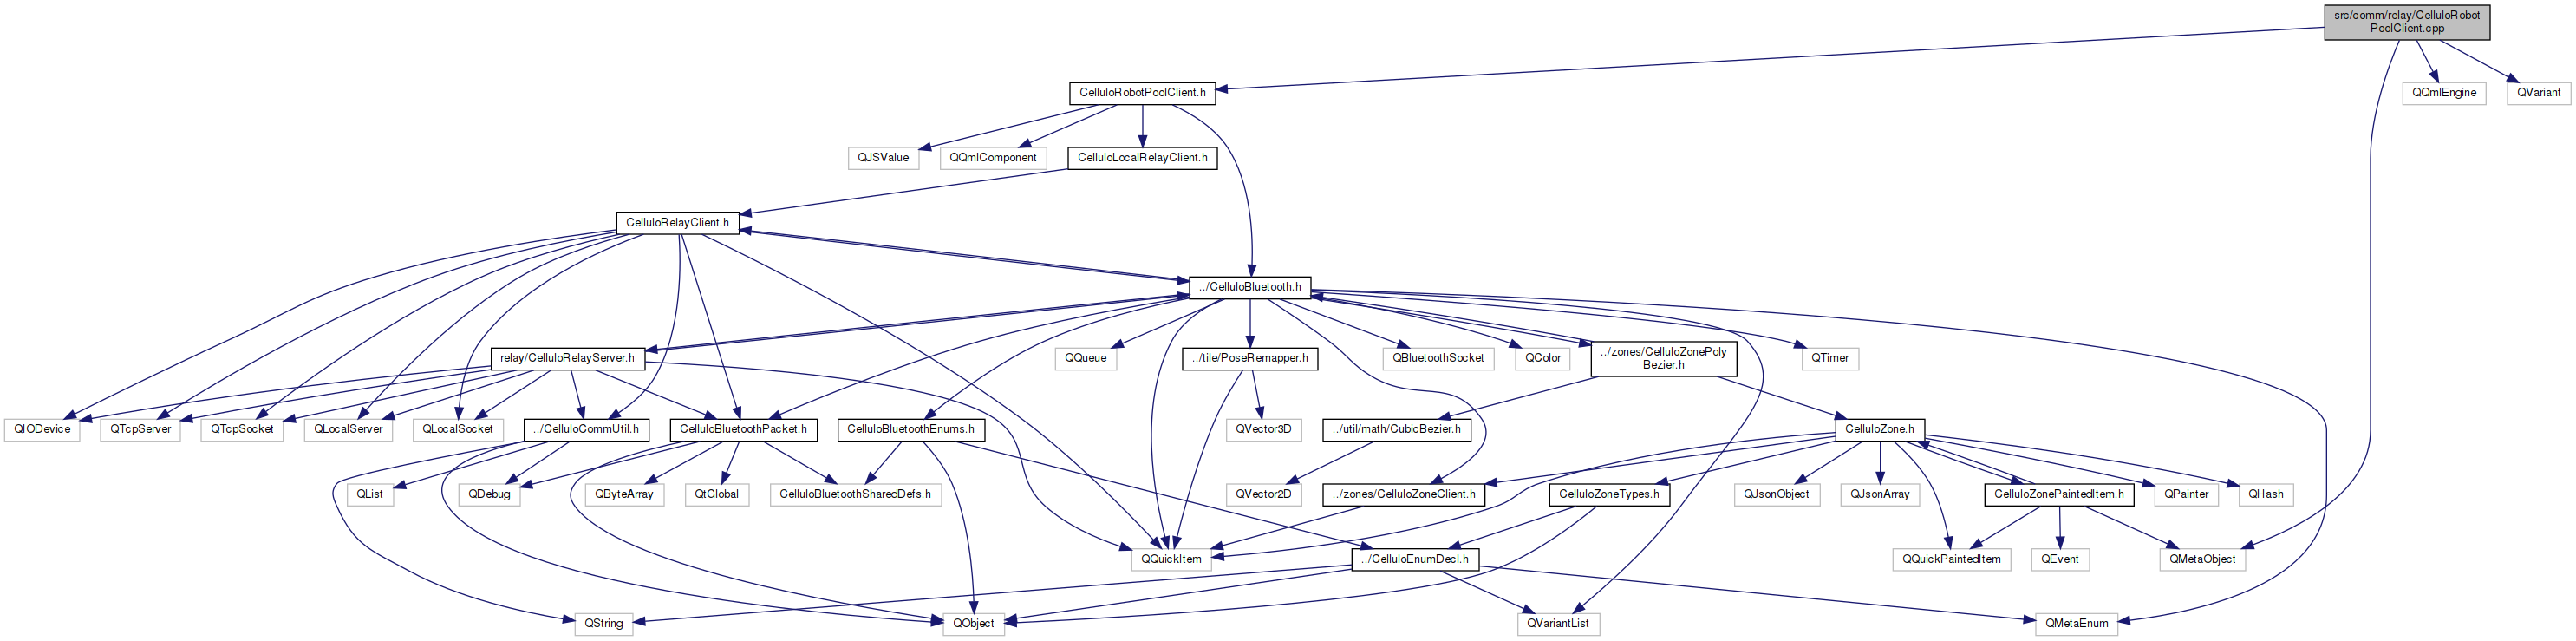 src/comm/relay/CelluloRobot
PoolClient.cpp
CelluloRobotPoolClient.h
QQmlEngine
QVariant
QJSValue
QQmlComponent
CelluloLocalRelayClient.h
CelluloRelayClient.h
../CelluloBluetooth.h
relay/CelluloRelayServer.h
QQueue
../tile/PoseRemapper.h
QBluetoothSocket
QColor
../zones/CelluloZonePoly
Bezier.h
QTimer
QIODevice
QTcpServer
QTcpSocket
QLocalServer
QLocalSocket
../CelluloCommUtil.h
CelluloBluetoothPacket.h
CelluloBluetoothEnums.h
QVector3D
../util/math/CubicBezier.h
CelluloZone.h
QList
QDebug
QByteArray
QtGlobal
CelluloBluetoothSharedDefs.h
QVector2D
../zones/CelluloZoneClient.h
CelluloZoneTypes.h
QJsonObject
QJsonArray
CelluloZonePaintedItem.h
QPainter
QHash
QQuickItem
../CelluloEnumDecl.h
QQuickPaintedItem
QEvent
QMetaObject
QString
QObject
QVariantList
QMetaEnum